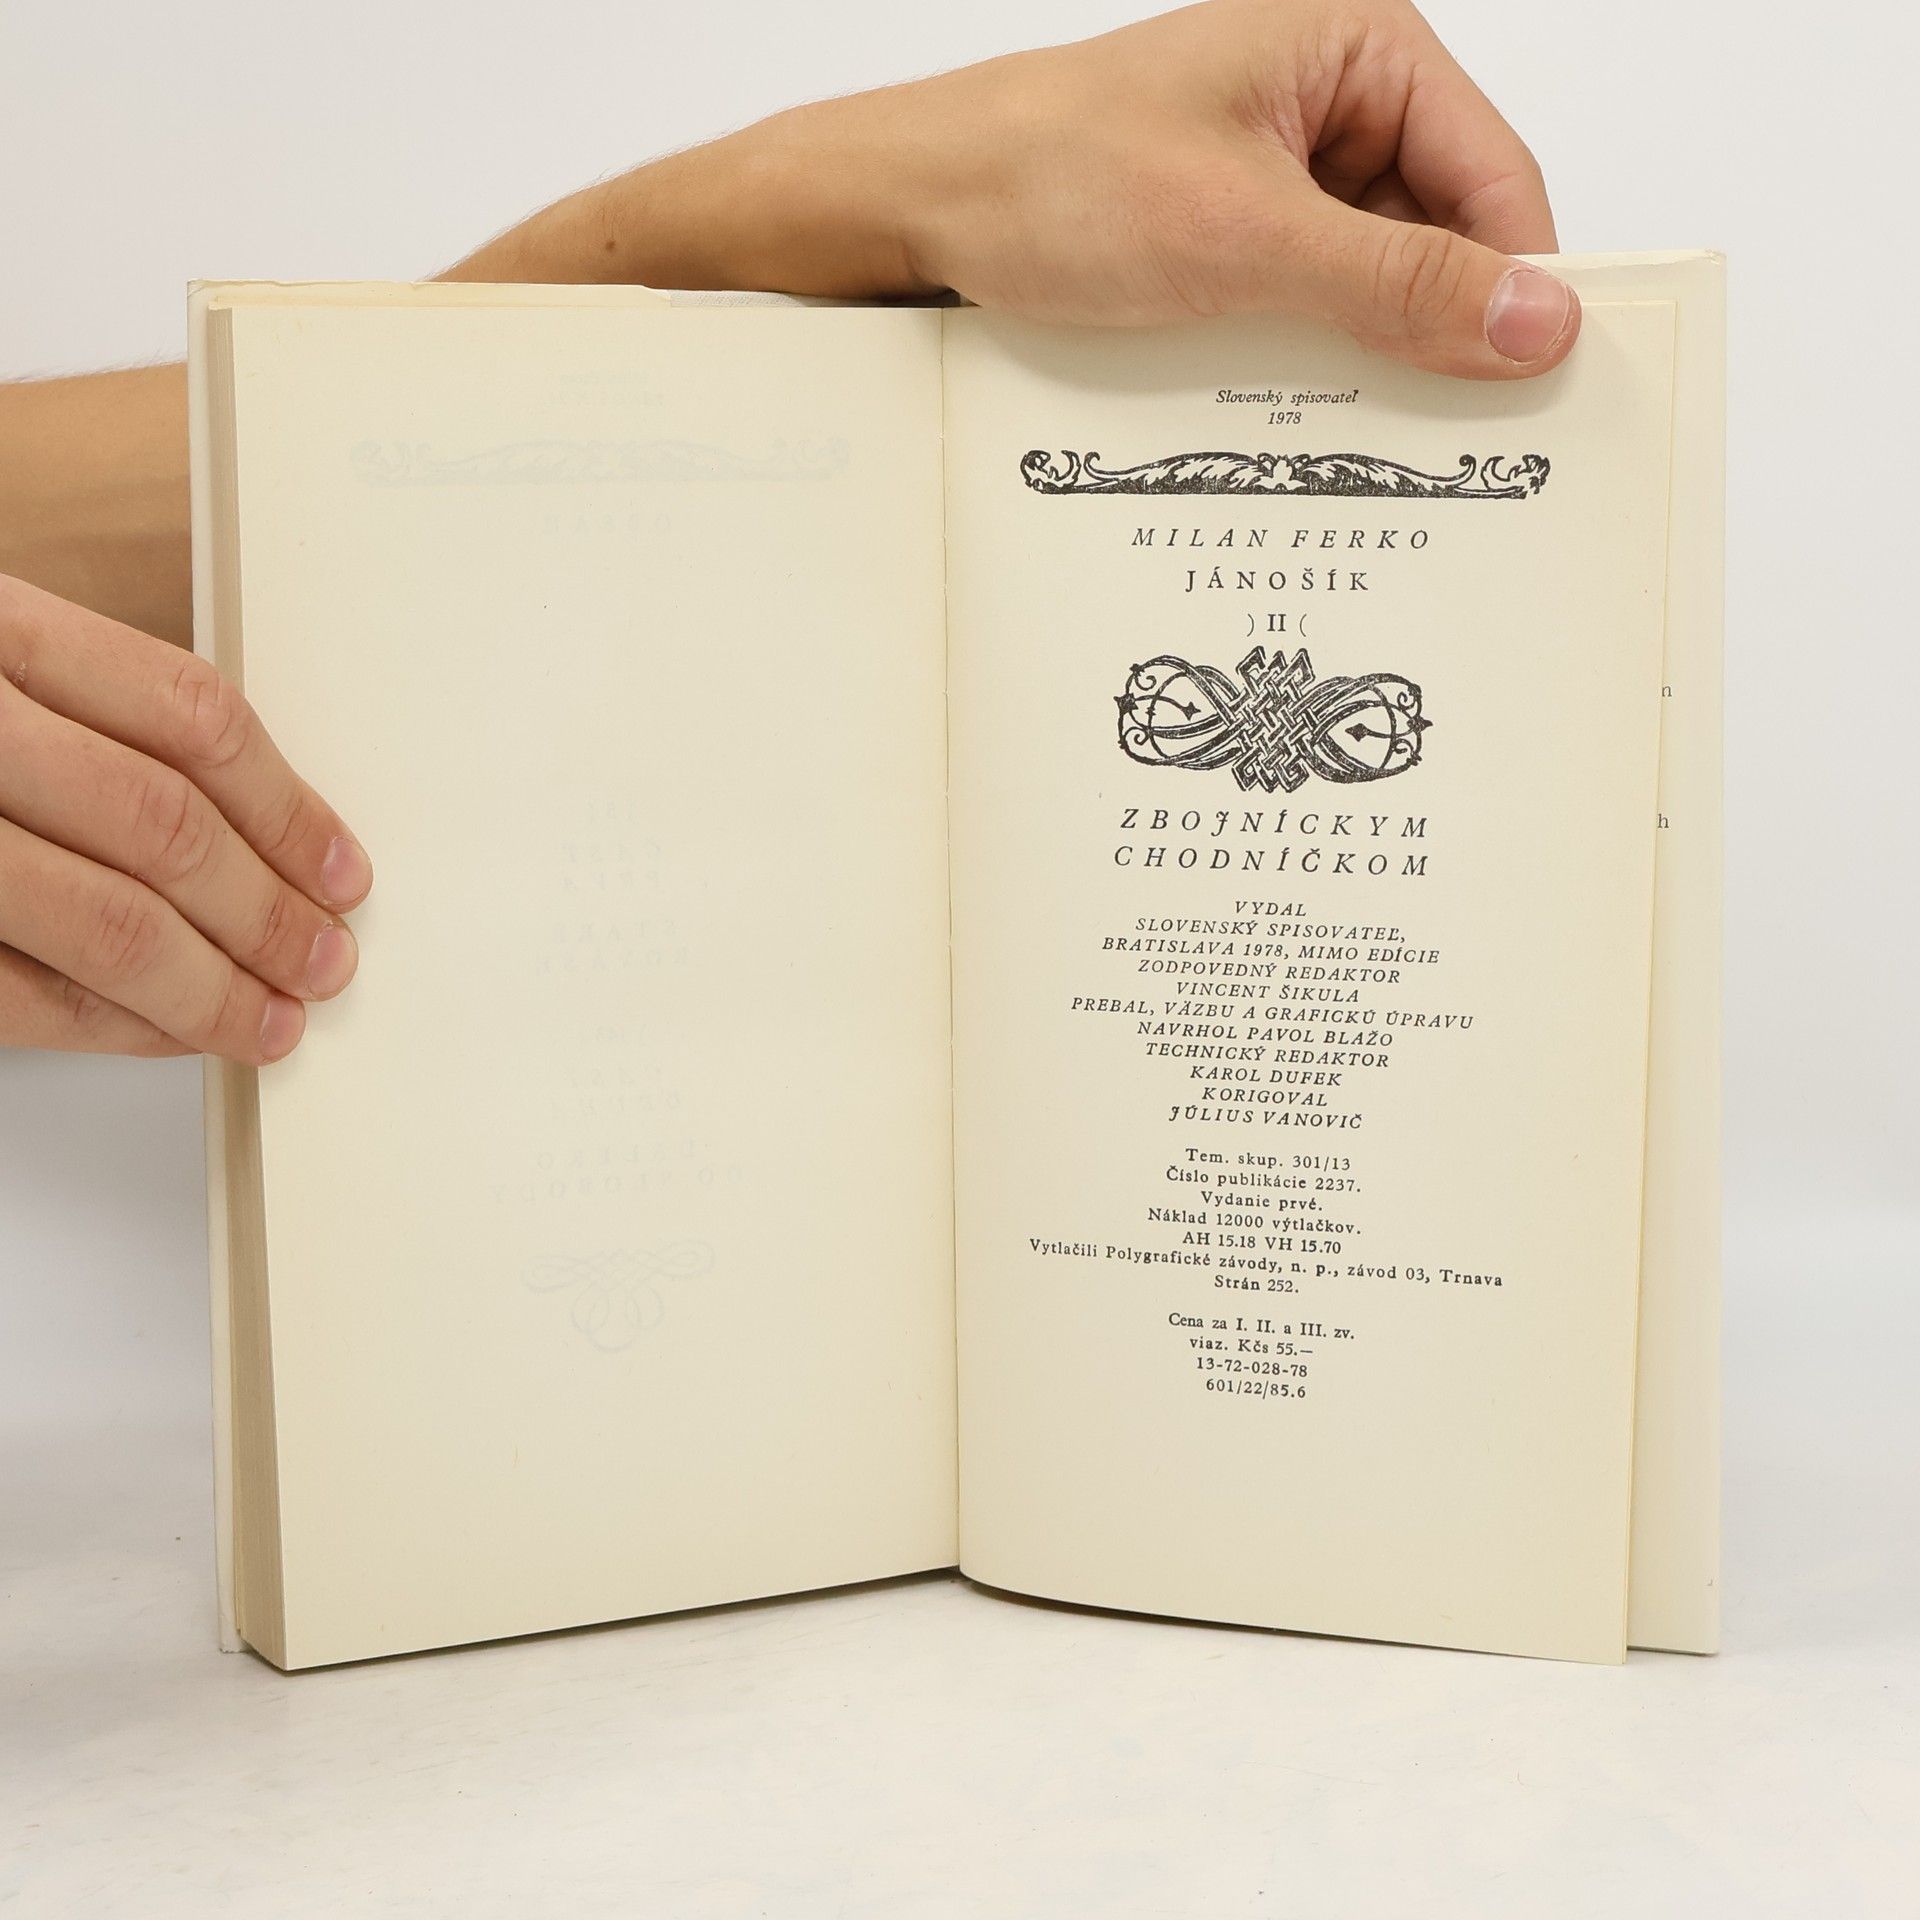 Slovenský spisovateľ
1978
MILAN FERKO
JÁNOŠÍK
) II (
ZBOJNÍCKYM
CHODNÍČKOM
VYDAL
SLOVENSKÝ SPISOVATEĽ,
BRATISLAVA 1978, MIMO EDÍCIE
ZODPOVEDNÝ REDAKTOR
VINCENT ŠIKULA
PREBAL, VÄZBU A GRAFICKÚ ÚPRAVU
NAVRHOL PAVOL BLAŽO
TECHNICKÝ REDAKTOR
KAROL DUFEK
KORIGOVAL
JÚLIUS VANOVIČ
Tem. skup. 301/13
Číslo publikácie 2237.
Vydanie prvé.
Náklad 12000 výtlačkov.
AH 15.18 VH 15.70
Vytlačili Polygrafické závody, n. p., závod 03, Trnava
Strán 252.
Cena za I. II. a III. zv.
viaz. Kčs 55.—
13-72-028-78
601/22/85.6